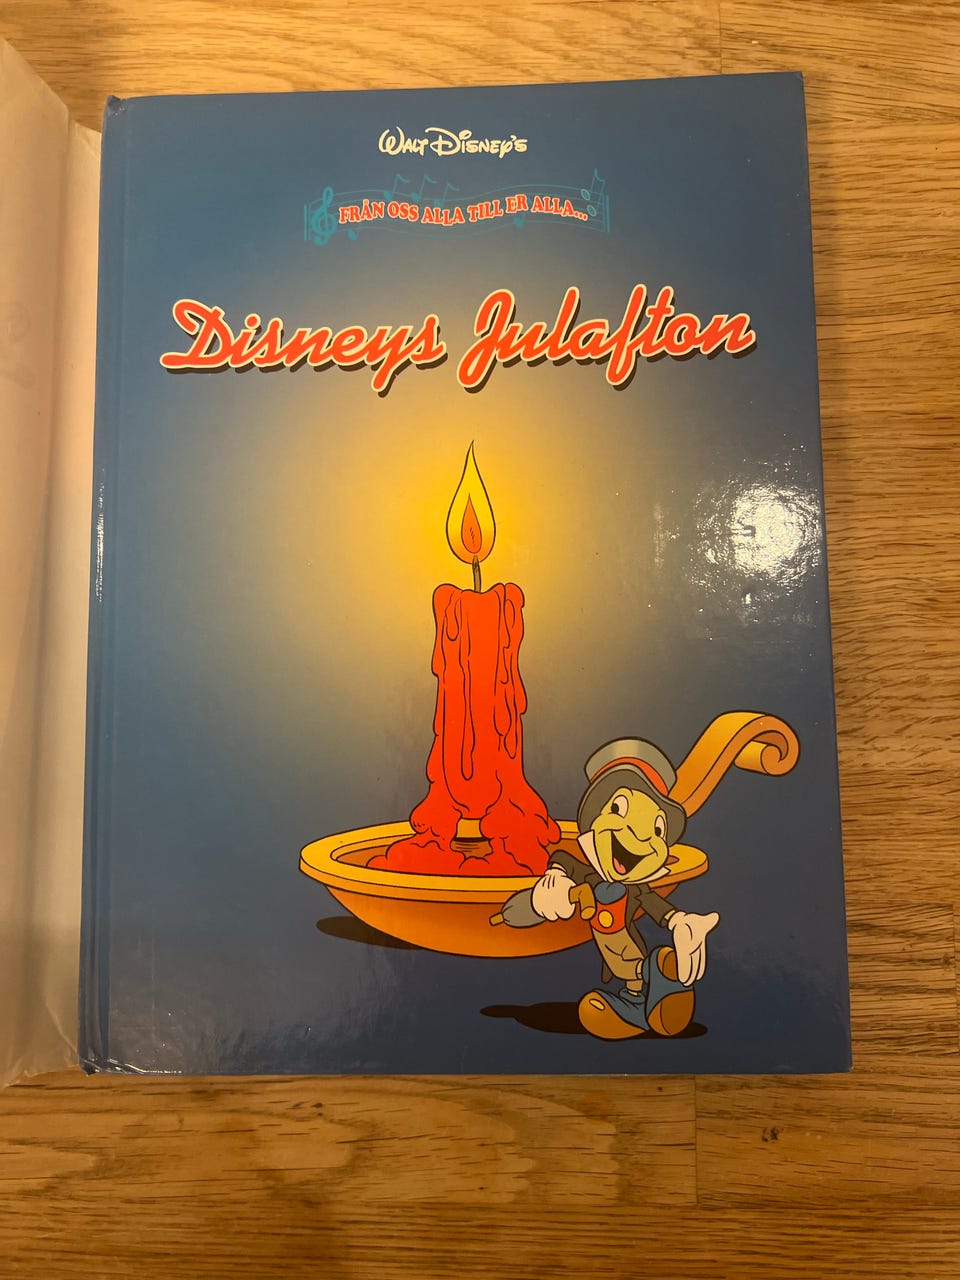 WALT DISNEY'S
FRÅN OSS ALLA TILL ER ALLA...
Disneys Julafton